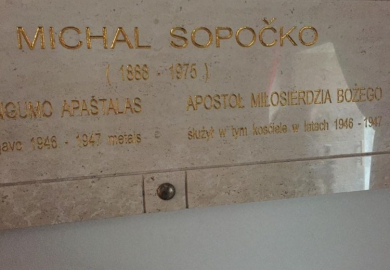 MICHAL SOPOČKO
( 1888 - 1975 )
APAŠTALAS
1946 - 1947 metais
APOSTOŁ MIŁOSIERDZIA BOŻEGO
służył w tym kościele w latach 1946 - 1947